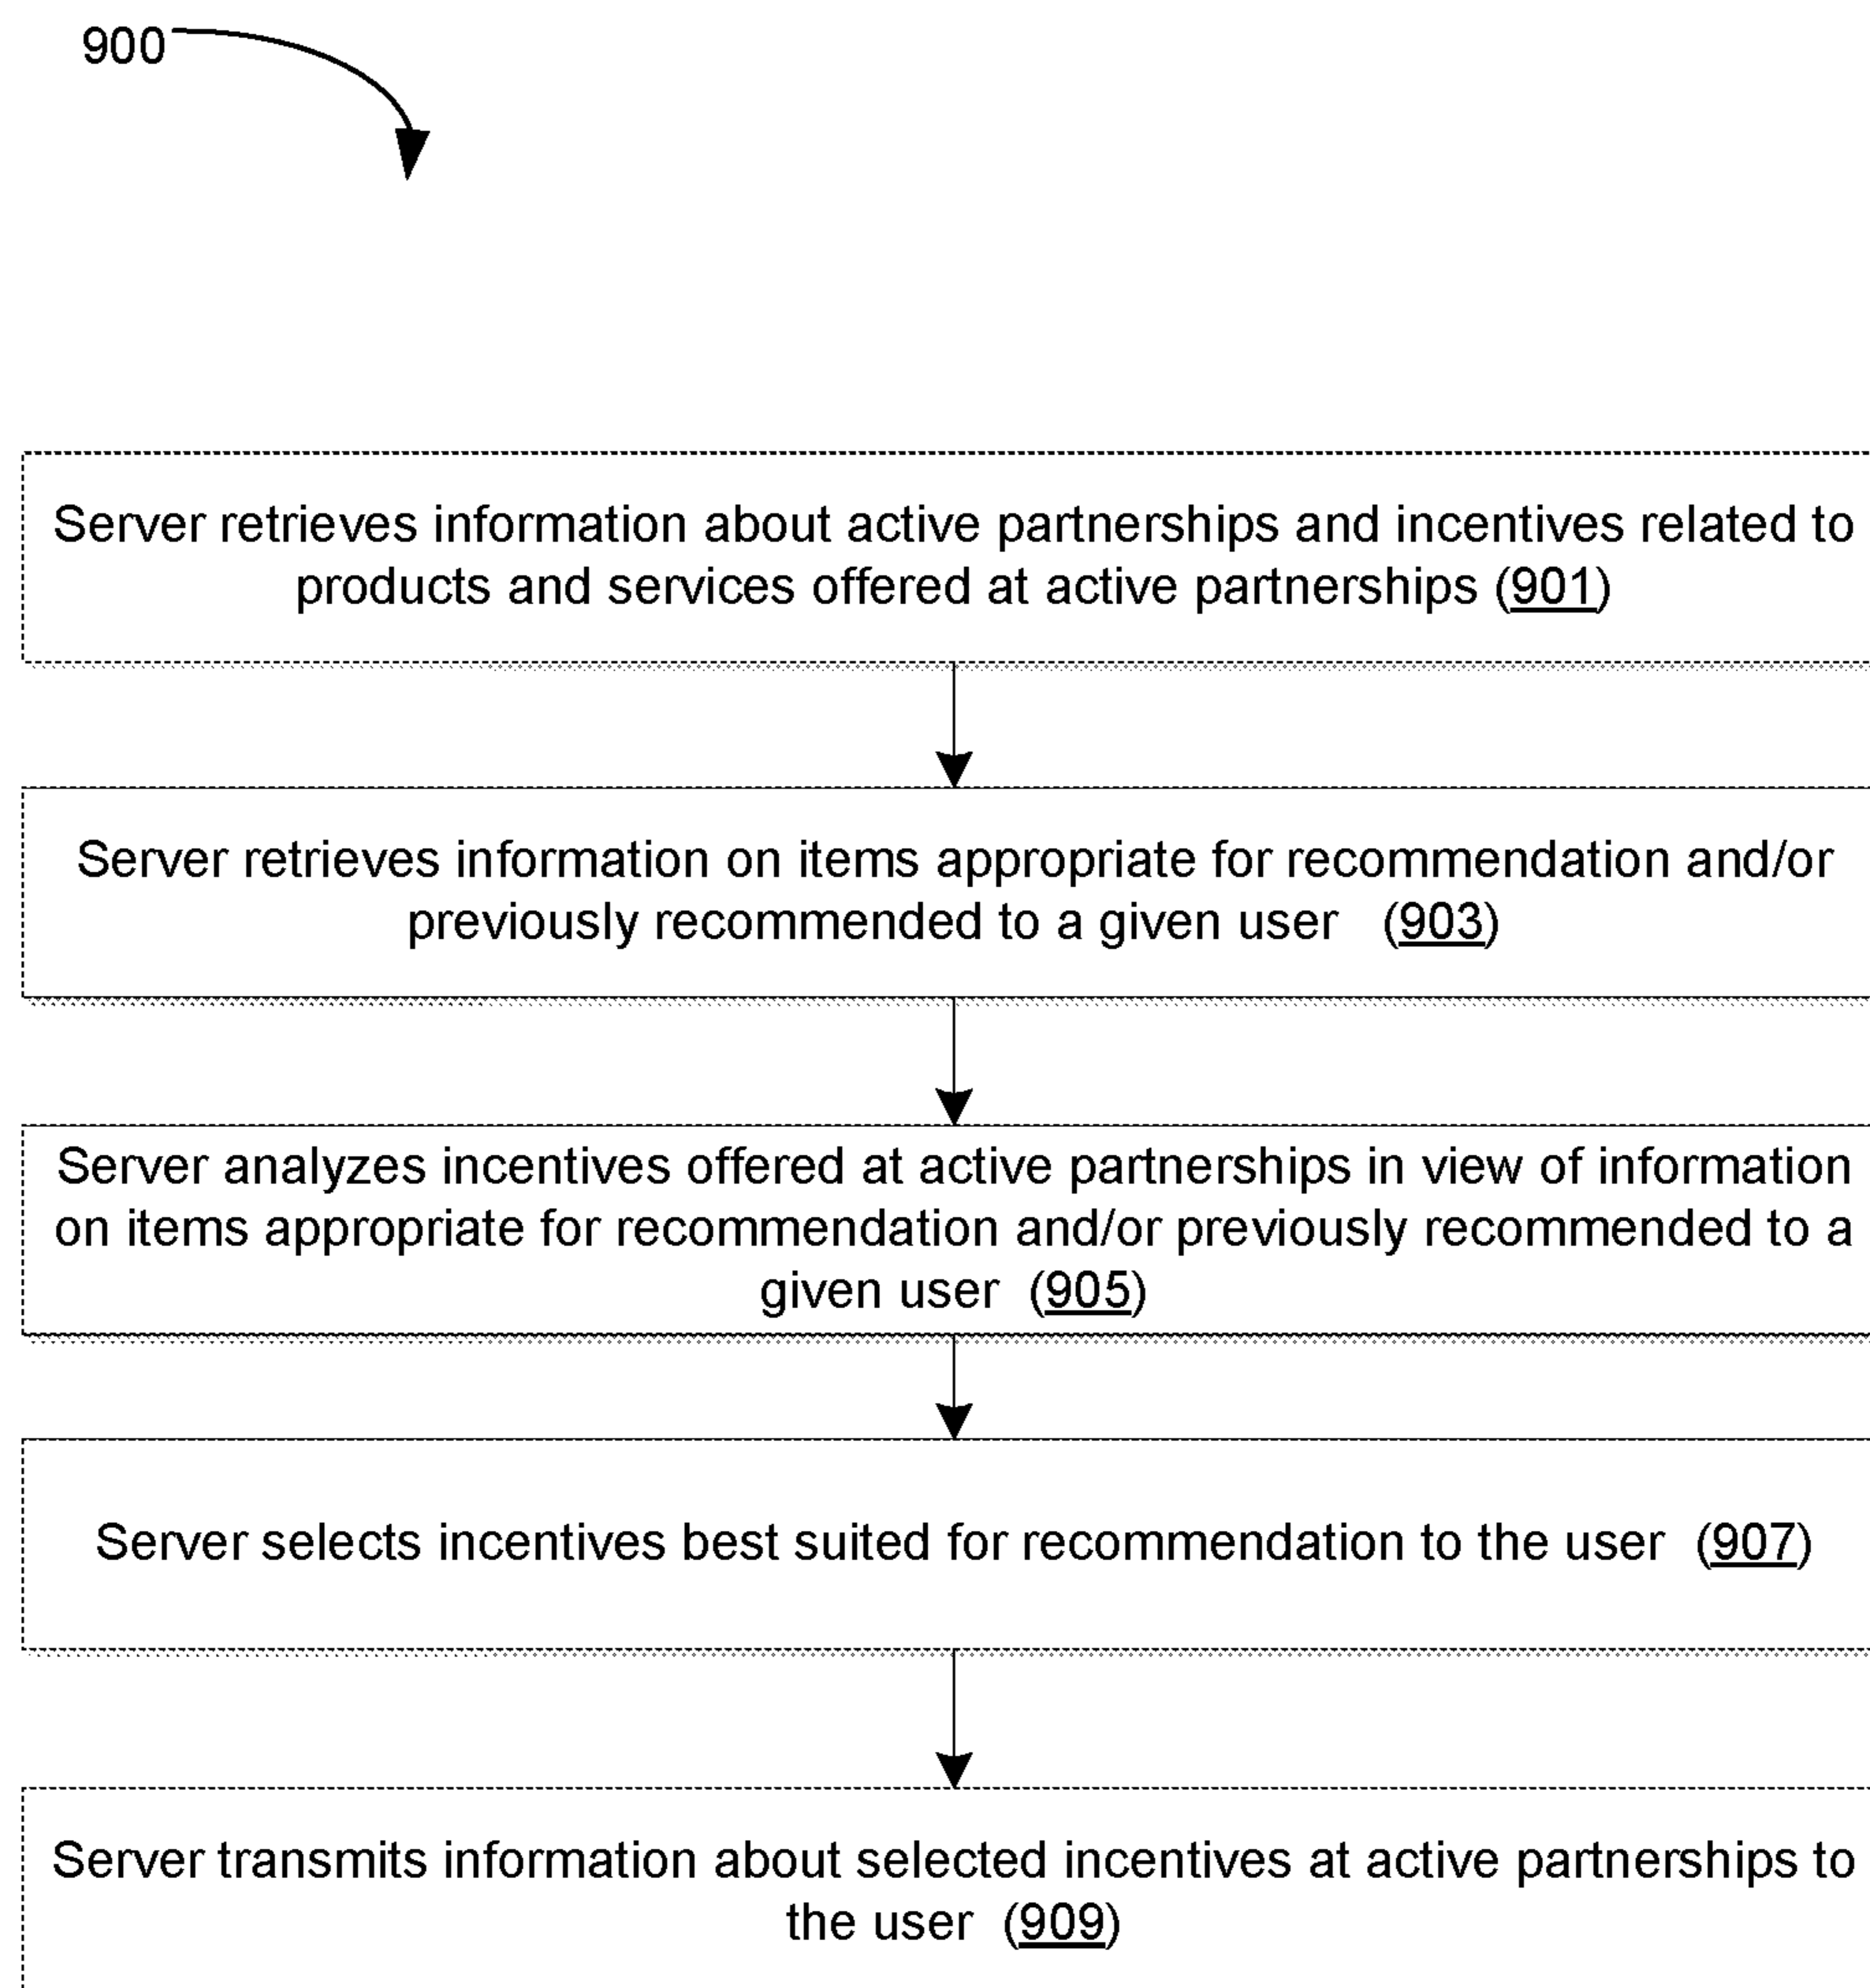 900
Server retrieves information about active partnerships and incentives related to
products and services offered at active partnerships (901)
Server retrieves information on items appropriate for recommendation and/or
previously recommended to a given user (903)
Server analyzes incentives offered at active partnerships in view of information
on items appropriate for recommendation and/or previously recommended to a
given user (905)
Server selects incentives best suited for recommendation to the user (907)
Server transmits information about selected incentives at active partnerships to
the user (909)